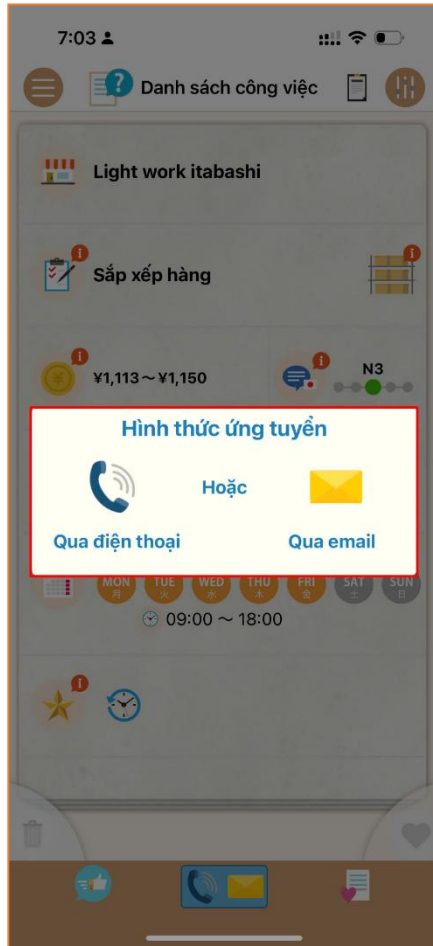 7:03
Danh sách công việc
Light work itabashi
Sắp xếp hàng
¥1,113～¥1,150
N3
Hình thức ứng tuyển
Hoặc
Qua điện thoại
Qua email
MON TUE WED THU FRI SAT SUN
月 火 水 木 金 土 日
09:00 ～ 18:00